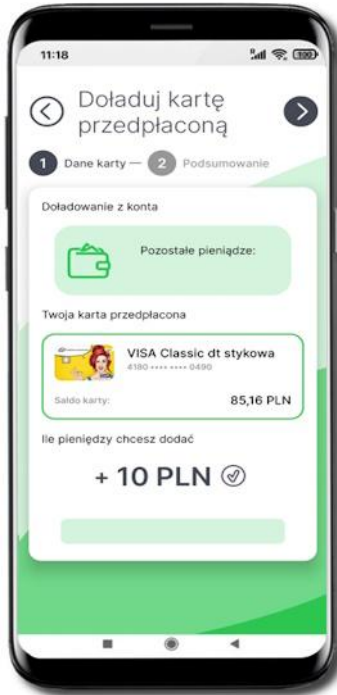 11:18
100
Doładuj kartę
przedpłaconą
1 Dane karty — 2 Podsumowanie
Doładowanie z konta
Pozostałe pieniądze:
Twoja karta przedpłacona
VISA Classic dt stykowa
4180 •••• •••• 0490
Saldo karty: 85,16 PLN
Ile pieniędzy chcesz dodać
+ 10 PLN